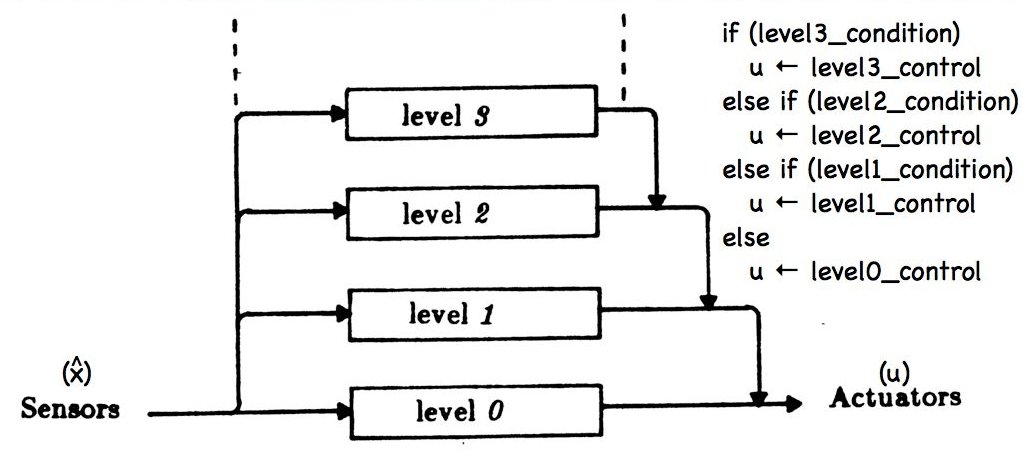 if (level3_condition)
u ← level3_control
else if (level2_condition)
u ← level2_control
else if (level1_condition)
u ← level1_control
else
u ← level0_control
level 3
level 2
level 1
level 0
(x̂)
Sensors
(u)
Actuators